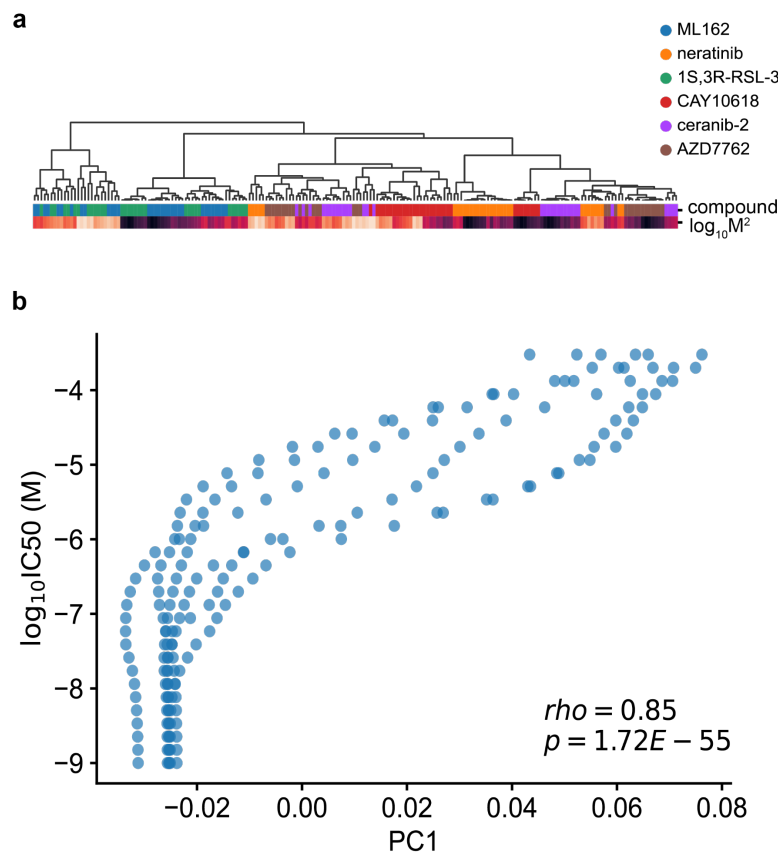 a
ML162
neratinib
1S,3R-RSL-3
CAY10618
ceranib-2
AZD7762
compound
log₁₀M²
b
−4
−5
−6
−7
−8
−9
log₁₀IC50 (M)
rho = 0.85
p = 1.72E − 55
−0.02
0.00
0.02
0.04
0.06
0.08
PC1